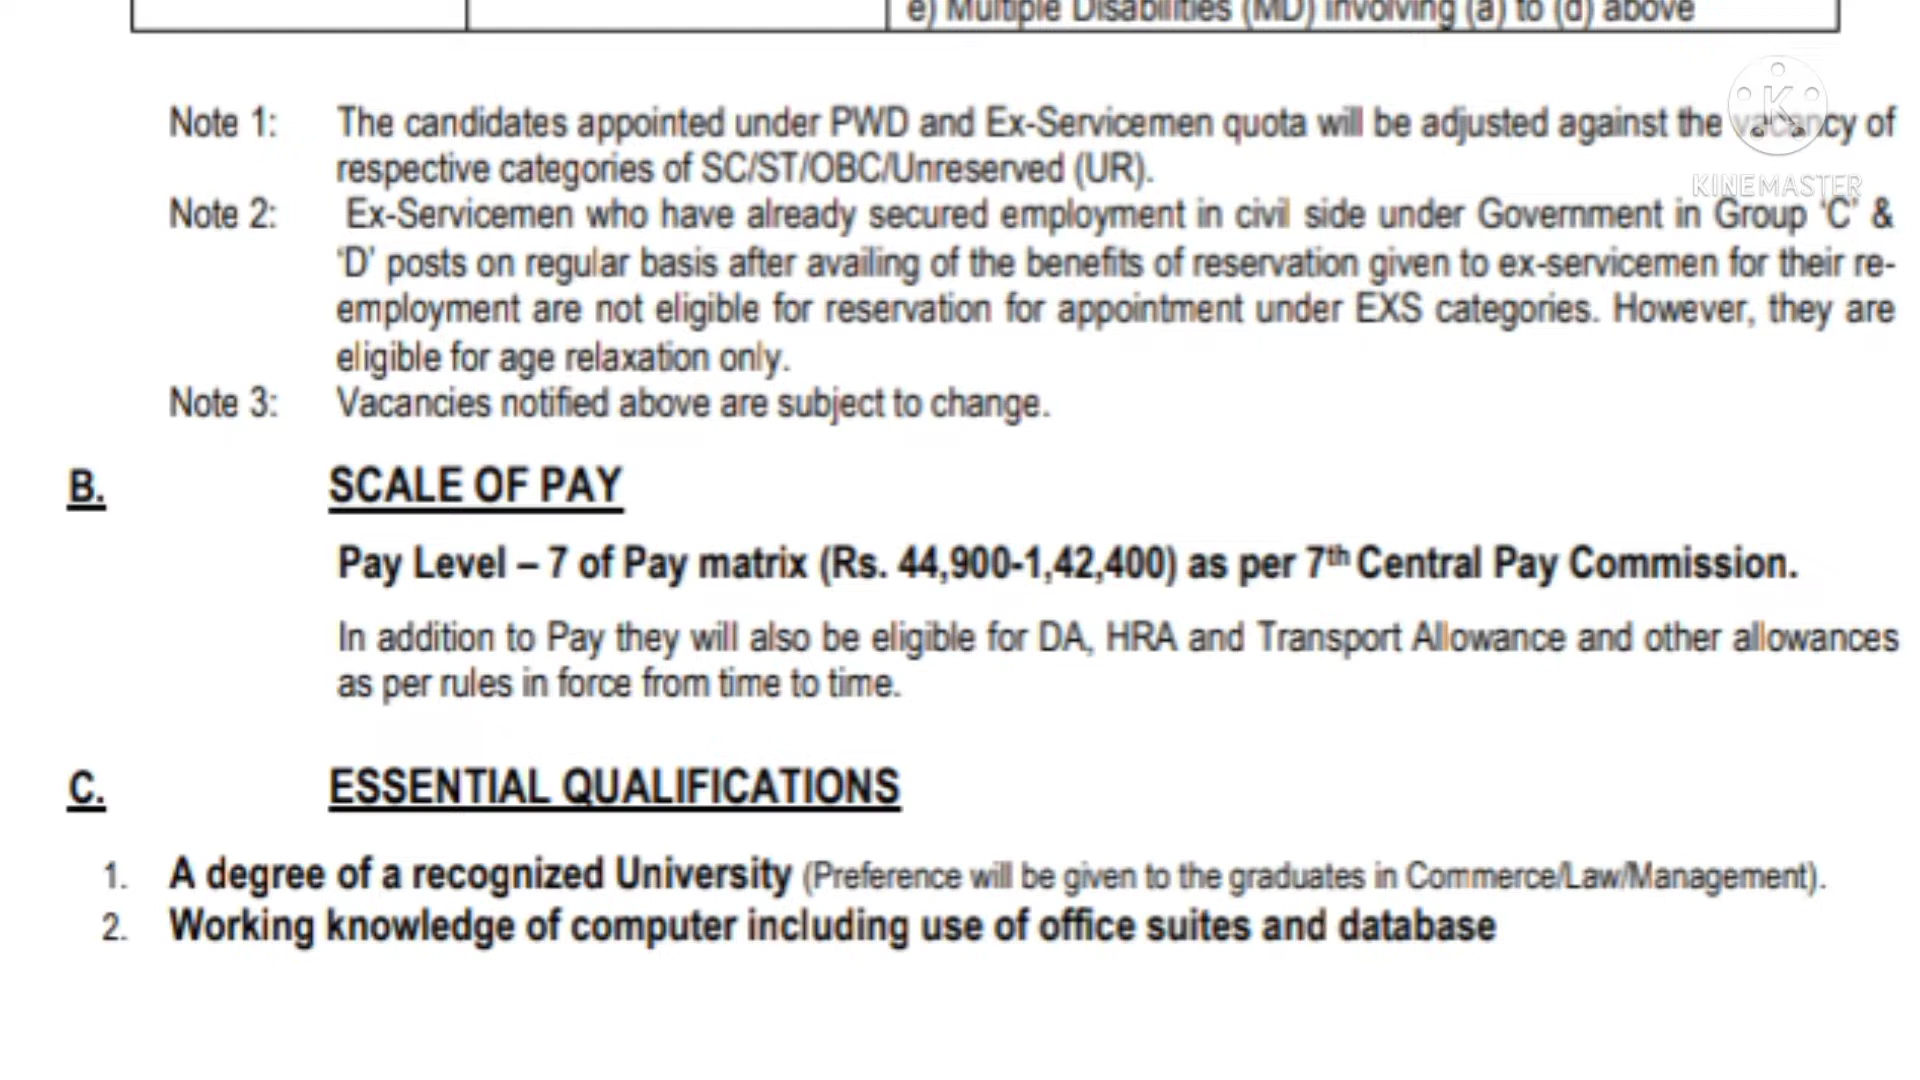 e) Multiple Disabilities (MD) involving (a) to (d) above
Note 1: The candidates appointed under PWD and Ex-Servicemen quota will be adjusted against the vacancy of
respective categories of SC/ST/OBC/Unreserved (UR).
KINEMASTER
Note 2: Ex-Servicemen who have already secured employment in civil side under Government in Group 'C' &
'D' posts on regular basis after availing of the benefits of reservation given to ex-servicemen for their re-
employment are not eligible for reservation for appointment under EXS categories. However, they are
eligible for age relaxation only.
Note 3: Vacancies notified above are subject to change.
B. SCALE OF PAY
Pay Level – 7 of Pay matrix (Rs. 44,900-1,42,400) as per 7th Central Pay Commission.
In addition to Pay they will also be eligible for DA, HRA and Transport Allowance and other allowances
as per rules in force from time to time.
C. ESSENTIAL QUALIFICATIONS
1. A degree of a recognized University (Preference will be given to the graduates in Commerce/Law/Management).
2. Working knowledge of computer including use of office suites and database